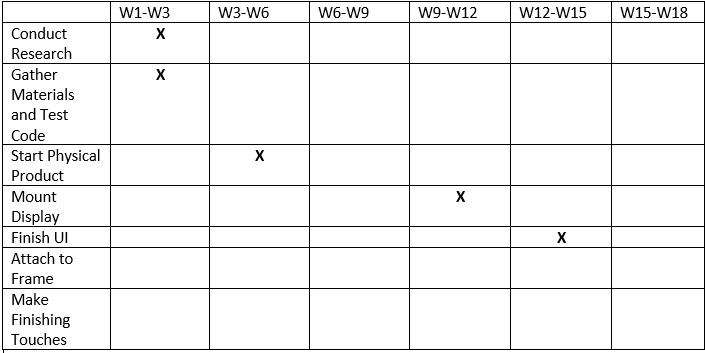 W1-W3 W3-W6 W6-W9 W9-W12 W12-W15 W15-W18
Conduct X
Research
Gather X
Materials
and Test
Code
Start Physical X
Product
Mount X
Display
Finish UI X
Attach to
Frame
Make
Finishing
Touches